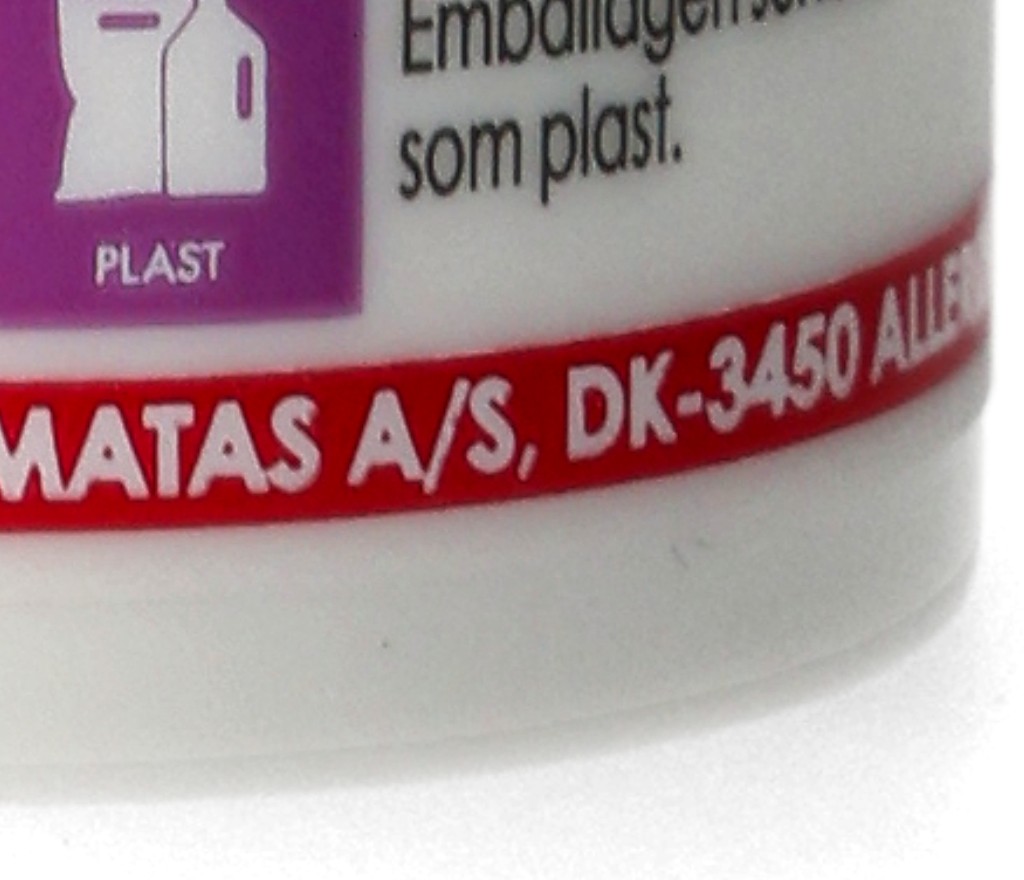 som plast.
PLAST
MATAS A/S, DK-3450